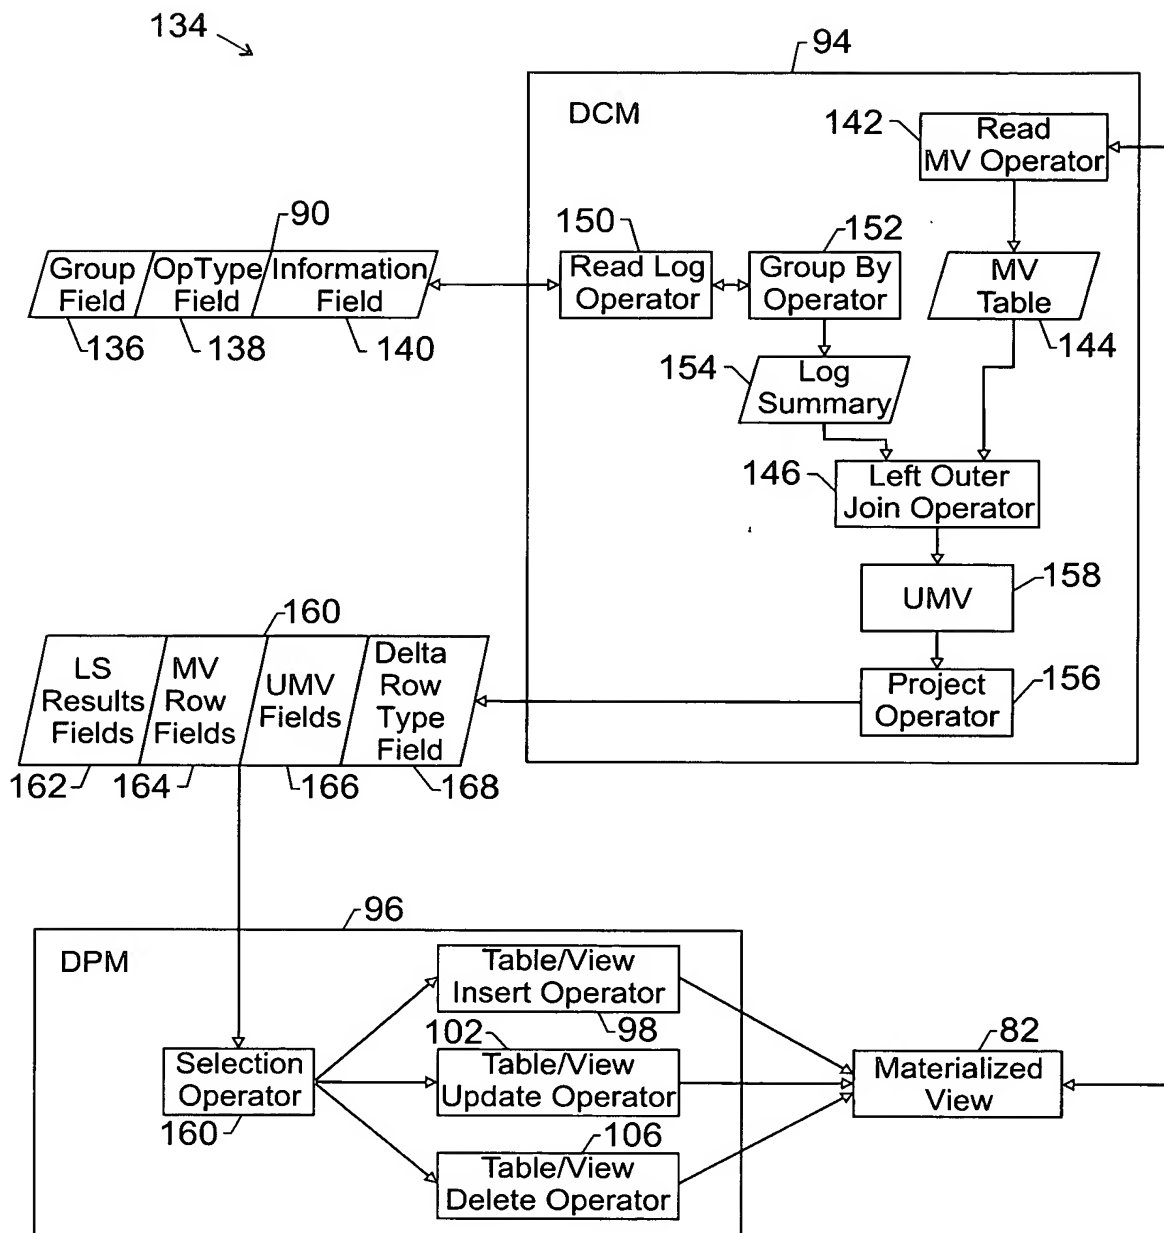 134
94
DCM
142
Read
MV Operator
90
150
152
Group
Field
OpType
Field
Information
Field
Read Log
Operator
Group By
Operator
MV
Table
136
138
140
154
144
Log
Summary
146
Left Outer
Join Operator
158
UMV
160
LS
Results
Fields
MV
Row
Fields
UMV
Fields
Delta
Row
Type
Field
Project
Operator
156
162
164
166
168
96
DPM
Table/View
Insert Operator
98
102
82
Selection
Operator
160
Table/View
Update Operator
Materialized
View
106
Table/View
Delete Operator